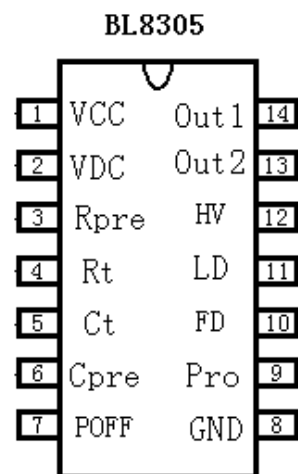 BL8305
1 VCC Out1 14
2 VDC Out2 13
3 Rpre HV 12
4 Rt LD 11
5 Ct FD 10
6 Cpre Pro 9
7 POFF GND 8